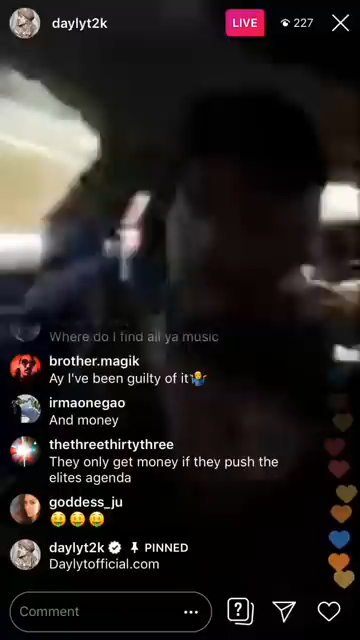 daylyt2k
LIVE
227
Where do I find all ya music
brother.magik
Ay I've been guilty of it🤷‍♂️
irmaonegao
And money
thethreethirtythree
They only get money if they push the
elites agenda
goddess_ju
🤑🤑🤑
daylyt2k PINNED
Daylytofficial.com
Comment